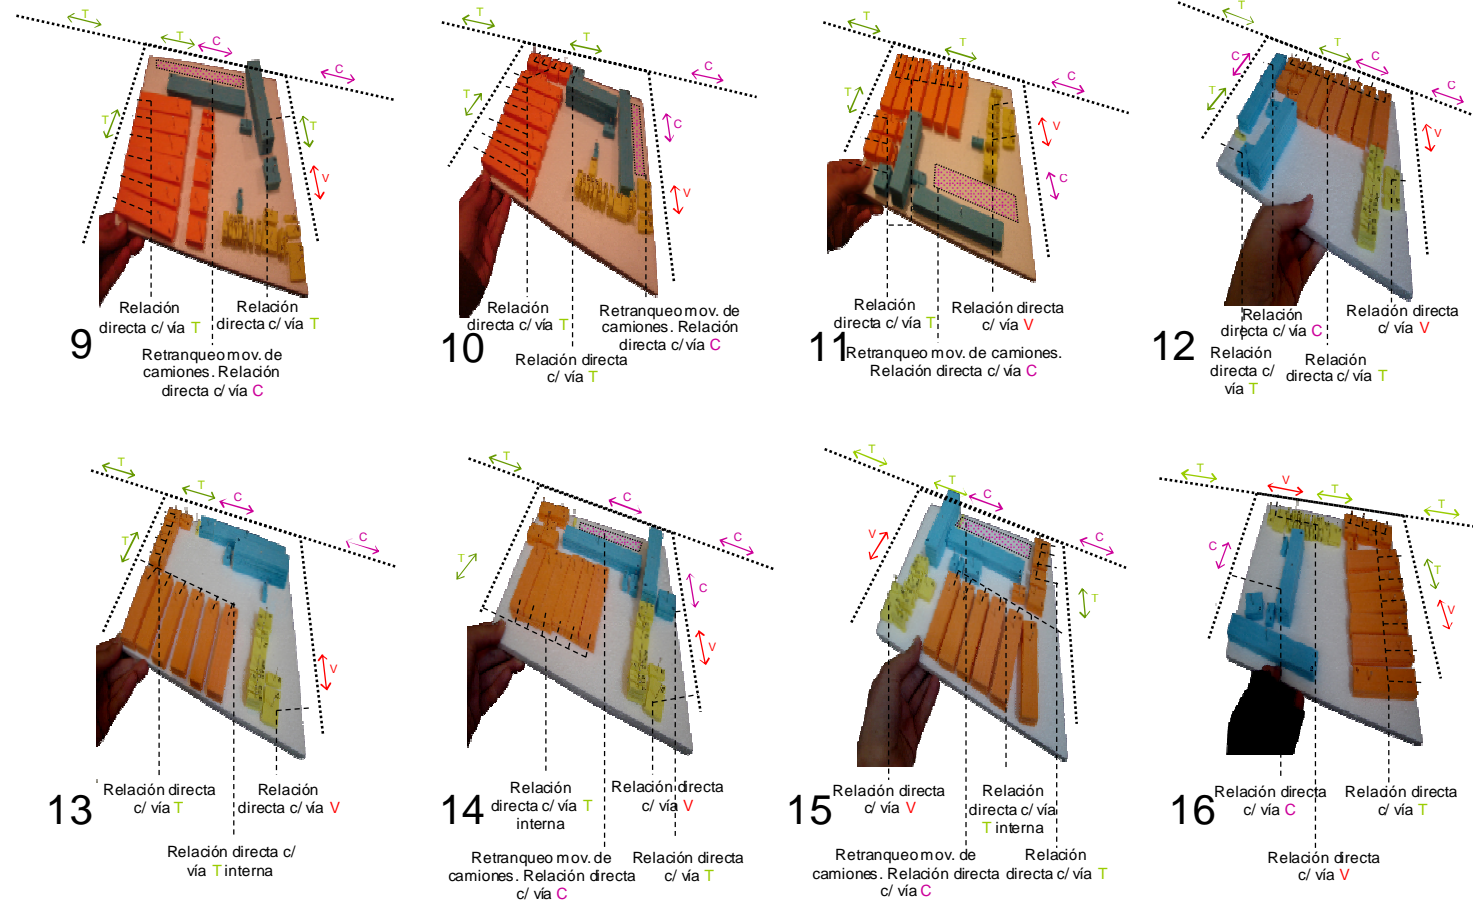 T
T
C
C
T
T
V
Relación
directa c/ vía T
Relación
directa c/ vía T
9
Retranqueo mov. de
camiones. Relación
directa c/ vía C
T
T
C
T
C
V
Relación
directa c/ vía T
Retranqueo mov. de
camiones. Relación
directa c/ vía C
10
Relación directa
c/ vía T
T
T
C
T
V
C
Relación
directa c/ vía T
Relación directa
c/ vía V
11
Retranqueo mov. de camiones.
Relación directa c/ vía C
T
T
C
C
C
T
V
Relación
directa c/ vía C
Relación directa
c/ vía V
12
Relación
directa c/
vía T
Relación
directa c/ vía T
T
T
C
C
T
V
13
Relación directa
c/ vía T
Relación
directa c/ vía V
Relación directa c/
vía T interna
T
C
C
T
C
V
14
Relación
directa c/ vía T
interna
Relación directa
c/ vía V
Retranqueo mov. de
camiones. Relación directa
c/ vía C
Relación directa
c/ vía T
T
T
C
C
V
T
15
Relación directa
c/ vía V
Relación
directa c/ vía
T interna
Retranqueo mov. de
camiones. Relación directa
c/ vía C
Relación
directa c/ vía T
T
V
T
T
C
T
V
16
Relación directa
c/ vía C
Relación directa
c/ vía T
Relación directa
c/ vía V